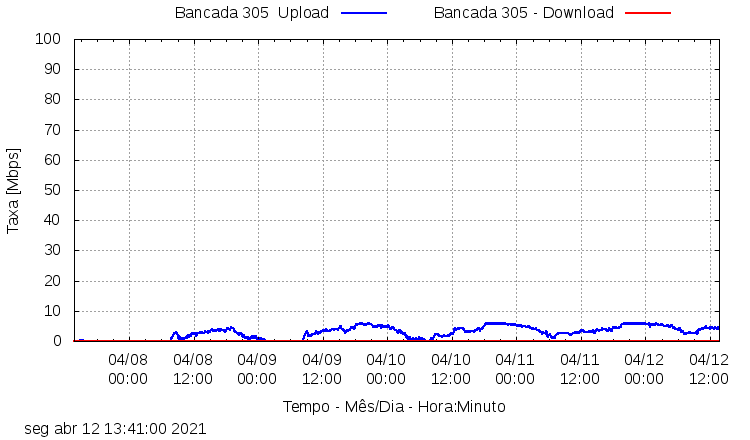 Bancada 305  Upload
Bancada 305 - Download
100
90
80
70
60
50
40
30
20
10
0
Taxa [Mbps]
04/08 04/08 04/09 04/09 04/10 04/10 04/11 04/11 04/12 04/12
00:00 12:00 00:00 12:00 00:00 12:00 00:00 12:00 00:00 12:00
Tempo - Mês/Dia - Hora:Minuto
seg abr 12 13:41:00 2021